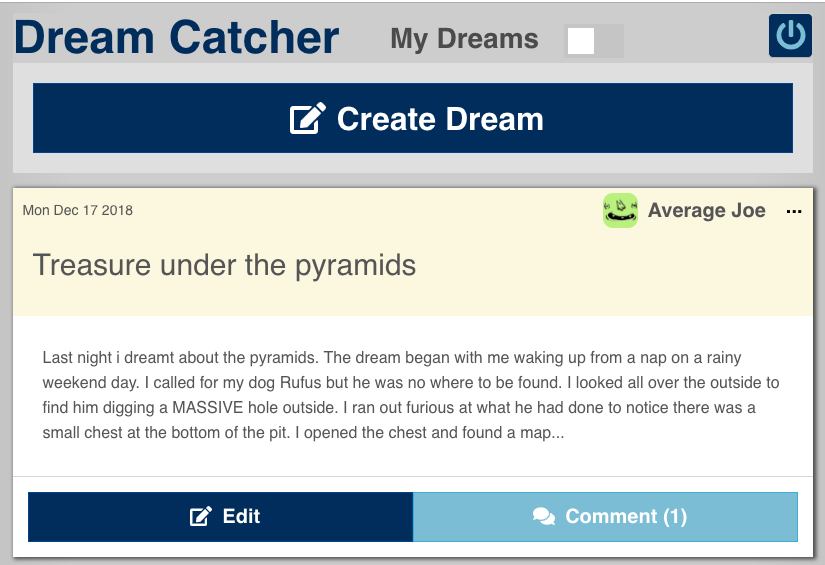 Dream Catcher My Dreams
Create Dream
Mon Dec 17 2018 Average Joe ...
Treasure under the pyramids
Last night i dreamt about the pyramids. The dream began with me waking up from a nap on a rainy
weekend day. I called for my dog Rufus but he was no where to be found. I looked all over the outside to
find him digging a MASSIVE hole outside. I ran out furious at what he had done to notice there was a
small chest at the bottom of the pit. I opened the chest and found a map...
Edit Comment (1)